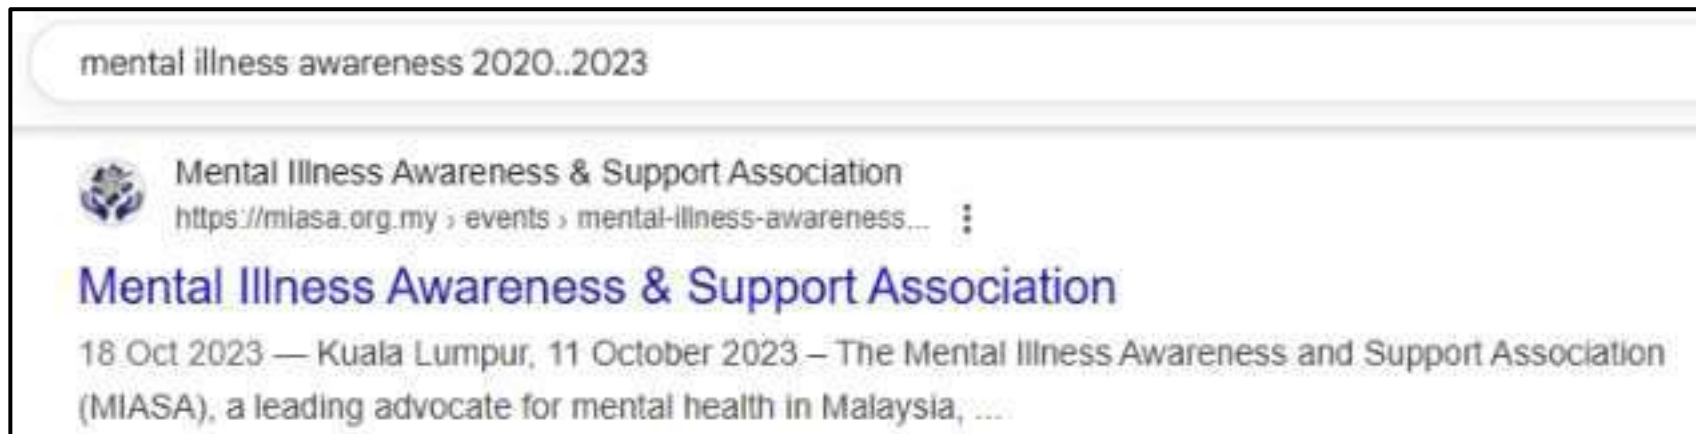 mental illness awareness 2020..2023
Mental Illness Awareness & Support Association
https://miasa.org.my › events › mental-illness-awareness...
Mental Illness Awareness & Support Association
18 Oct 2023 — Kuala Lumpur, 11 October 2023 – The Mental Illness Awareness and Support Association
(MIASA), a leading advocate for mental health in Malaysia, ...